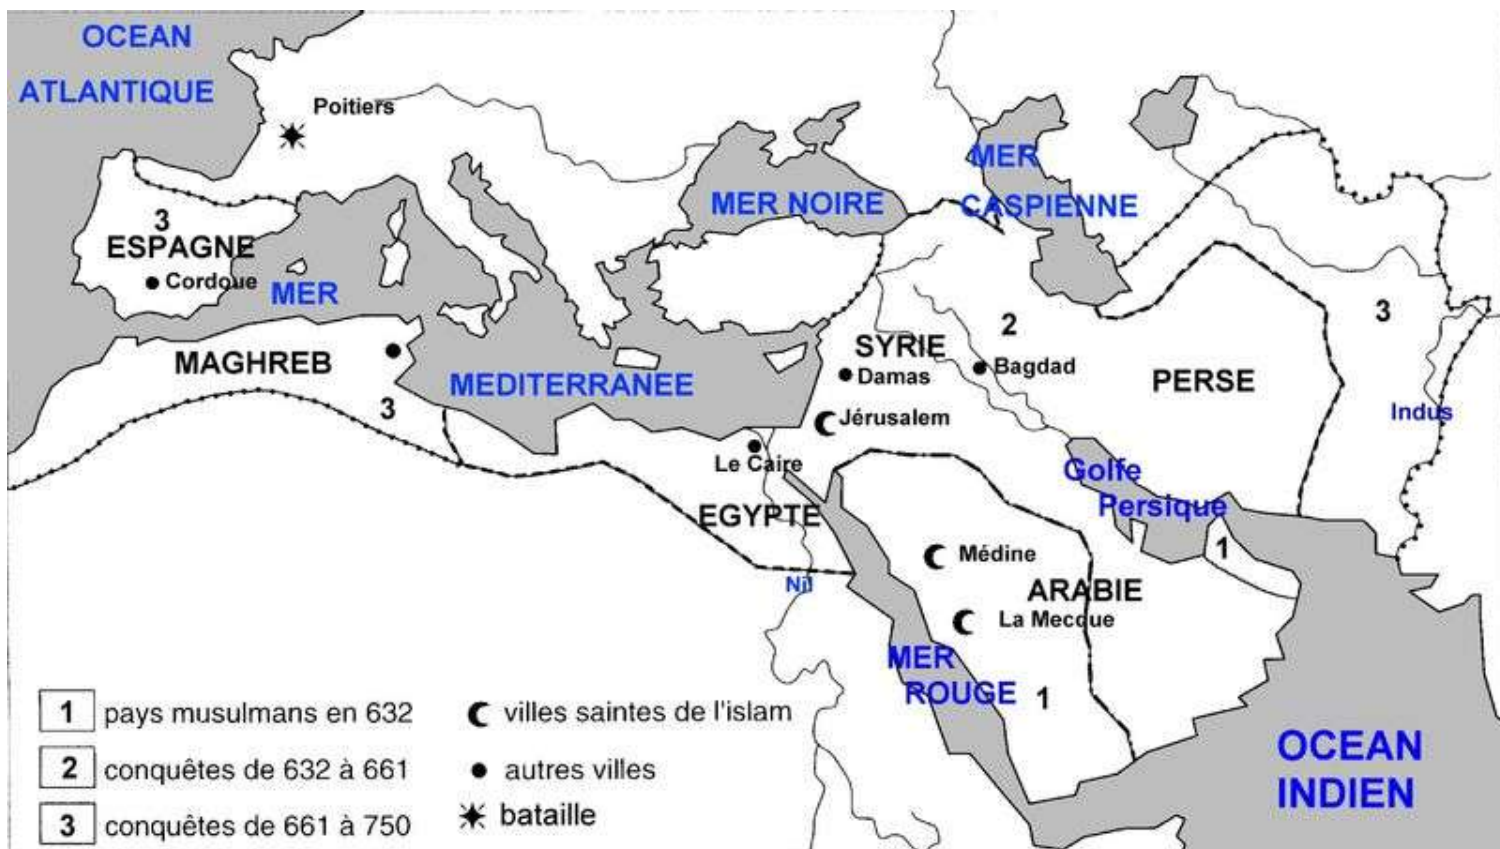 OCEAN
ATLANTIQUE
Poitiers
MER
CASPIENNE
MER NOIRE
3
ESPAGNE
Cordoue
MER
MEDITERRANEE
MAGHREB
3
2
SYRIE
Damas
Bagdad
PERSE
3
Indus
Jérusalem
Le Caire
EGYPTE
Golfe
Persique
1
Nil
Médine
ARABIE
La Mecque
MER
ROUGE
1
OCEAN
INDIEN
1 pays musulmans en 632
2 conquêtes de 632 à 661
3 conquêtes de 661 à 750
villes saintes de l'islam
autres villes
bataille